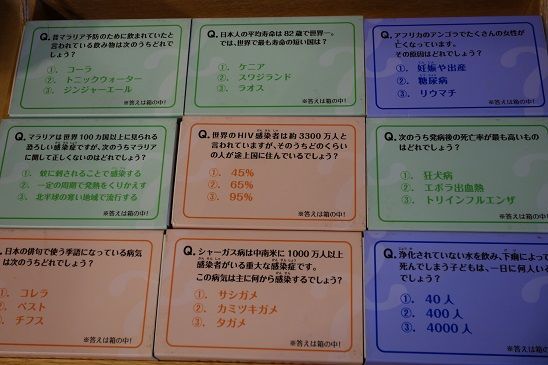 Q. 昔マラリア予防のために飲まれていたと
言われている飲み物は次のうちどれで
しょう？
①. コーラ
②. トニックウォーター
③. ジンジャーエール
※答えは箱の中!
Q. 日本人の平均寿命は82歳で世界一。
では、世界で最も寿命の短い国は？
①. ケニア
②. スワジランド
③. ラオス
※答えは箱の中!
Q. アフリカのアンゴラでたくさんの女性が
亡くなっています。
その原因はどれでしょう？
①. 妊娠や出産
②. 糖尿病
③. リウマチ
※答えは箱の中!
Q. マラリアは世界100カ国以上に見られる
恐ろしい感染症ですが、次のうちマラリア
に関して正しくないのはどれでしょう？
①. 蚊に刺されることで感染する
②. 一定の周期で発熱をくりかえす
③. 北半球の寒い地域で流行する
※答えは箱の中!
Q. 世界のHIV感染者は約3300万人と
言われていますが、そのうちどのくらい
の人が途上国に住んでいるでしょう？
①. 45%
②. 65%
③. 95%
※答えは箱の中!
Q. 次のうち発病後の死亡率が最も高いもの
はどれでしょう？
①. 狂犬病
②. エボラ出血熱
③. トリインフルエンザ
※答えは箱の中!
日本の俳句で使う季語になっている病気
は次のうちどれでしょう？
①. コレラ
②. ペスト
③. チフス
※答えは箱の中!
Q. シャーガス病は中南米に1000万人以上
感染者がいる重大な感染症です。
この病気は主に何から感染するでしょう？
①. サシガメ
②. カミツキガメ
③. タガメ
※答えは箱の中!
Q. 浄化されていない水を飲み、下痢によって
死んでしまう子どもは、一日に何人いる
でしょう？
①. 40人
②. 400人
③. 4000人
※答えは箱の中!